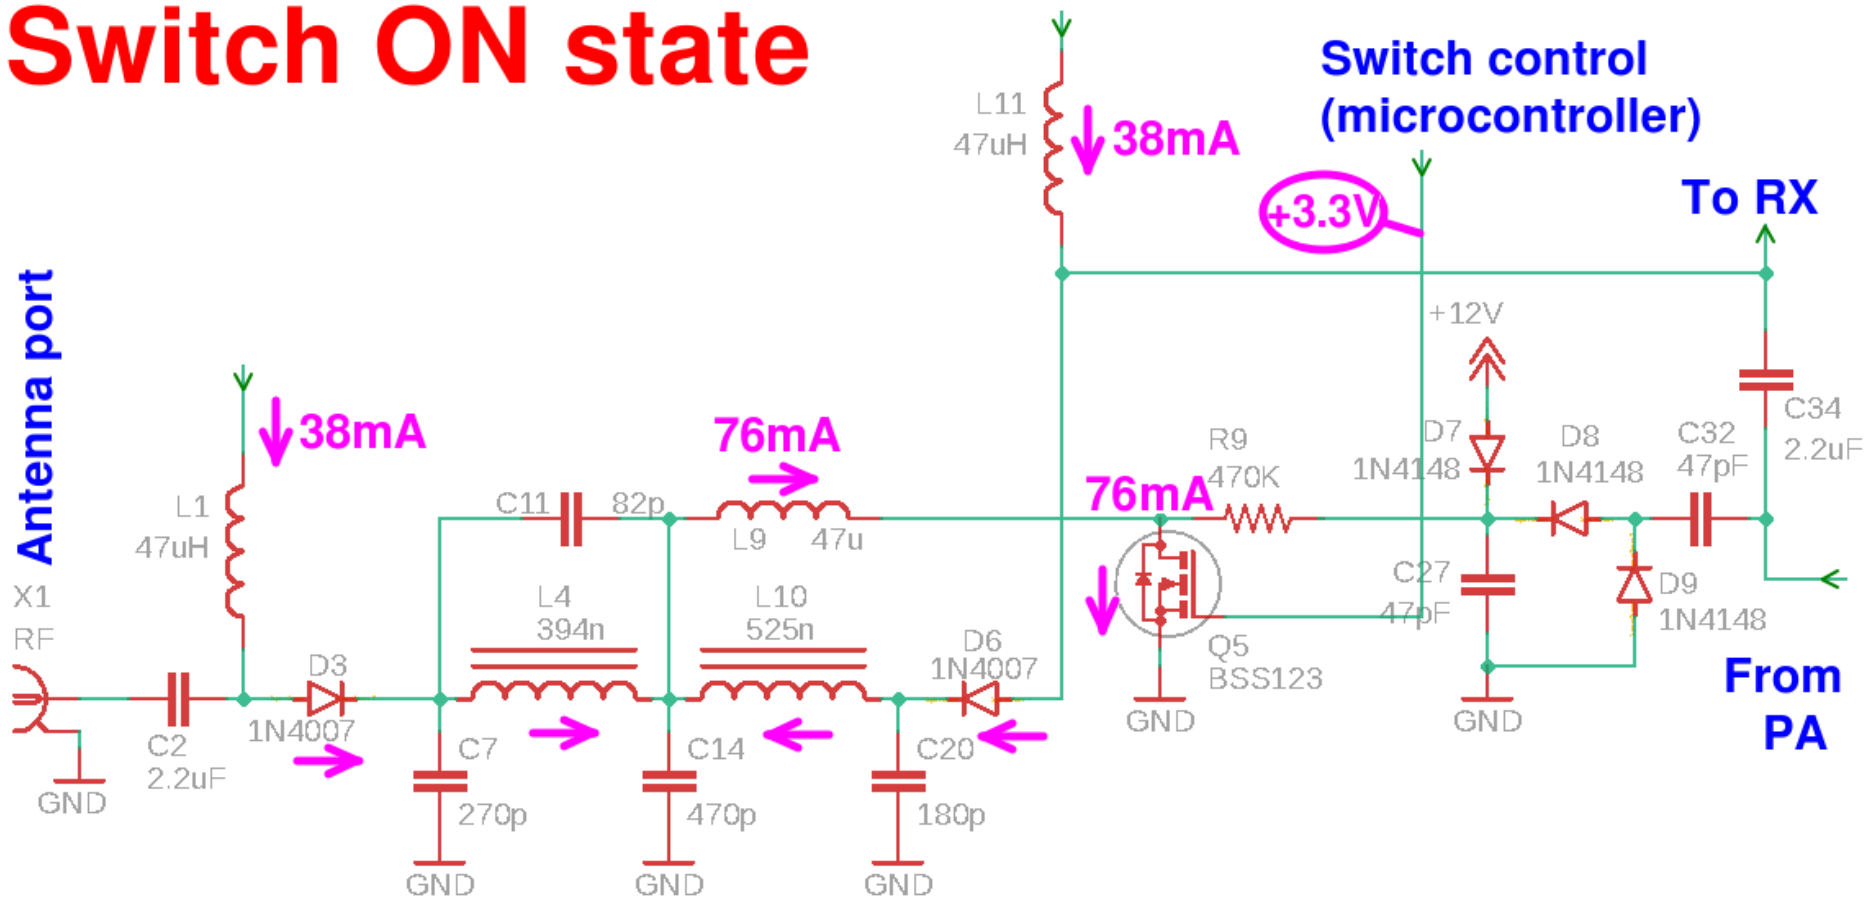 Switch ON state
Switch control
(microcontroller)
L11
47uH
38mA
+3.3V
To RX
+12V
Antenna port
38mA
76mA
L1
47uH
C11
82p
L9
47u
76mA
R9
470K
D7
1N4148
D8
1N4148
C32
47pF
C34
2.2uF
X1
RF
L4
394n
L10
525n
D6
1N4007
Q5
BSS123
C27
47pF
D9
1N4148
D3
1N4007
C2
2.2uF
C7
270p
C14
470p
C20
180p
From
PA
GND
GND
GND
GND
GND
GND